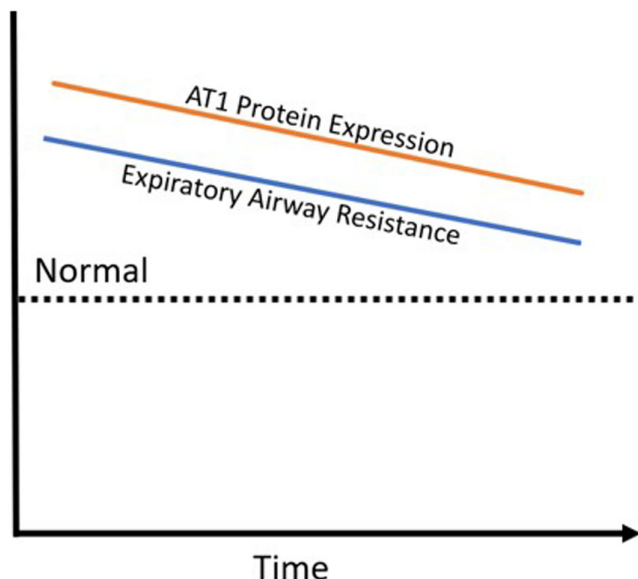 AT1 Protein Expression
Expiratory Airway Resistance
Normal
Time